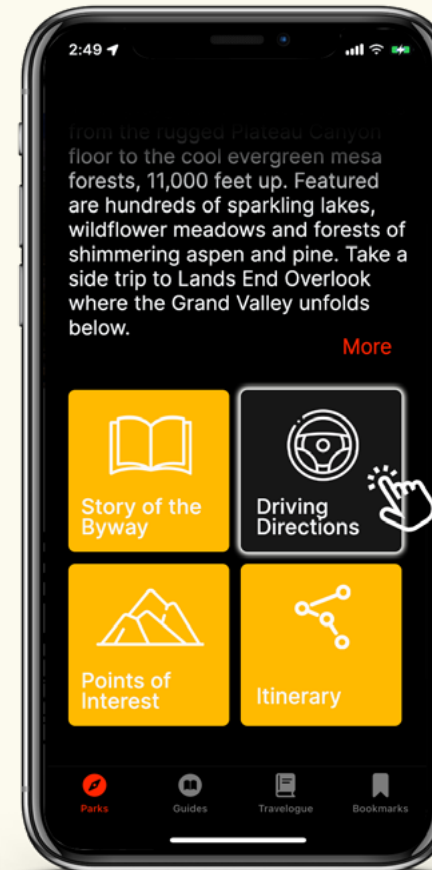 2:49
from the rugged Plateau Canyon
floor to the cool evergreen mesa
forests, 11,000 feet up. Featured
are hundreds of sparkling lakes,
wildflower meadows and forests of
shimmering aspen and pine. Take a
side trip to Lands End Overlook
where the Grand Valley unfolds
below.
More
Story of the
Byway
Driving
Directions
Points of
Interest
Itinerary
Parks
Guides
Travelogue
Bookmarks